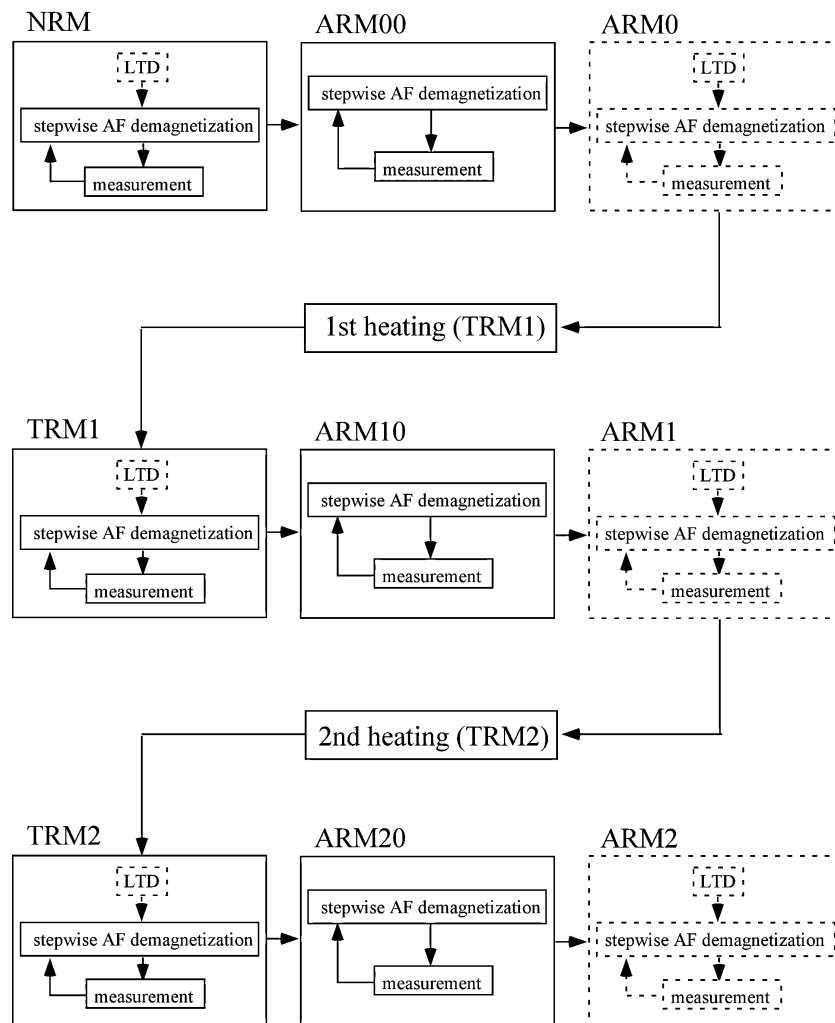 NRM
LTD
stepwise AF demagnetization
measurement
ARM00
stepwise AF demagnetization
measurement
ARM0
LTD
stepwise AF demagnetization
measurement
1st heating (TRM1)
TRM1
LTD
stepwise AF demagnetization
measurement
ARM10
stepwise AF demagnetization
measurement
ARM1
LTD
stepwise AF demagnetization
measurement
2nd heating (TRM2)
TRM2
LTD
stepwise AF demagnetization
measurement
ARM20
stepwise AF demagnetization
measurement
ARM2
LTD
stepwise AF demagnetization
measurement